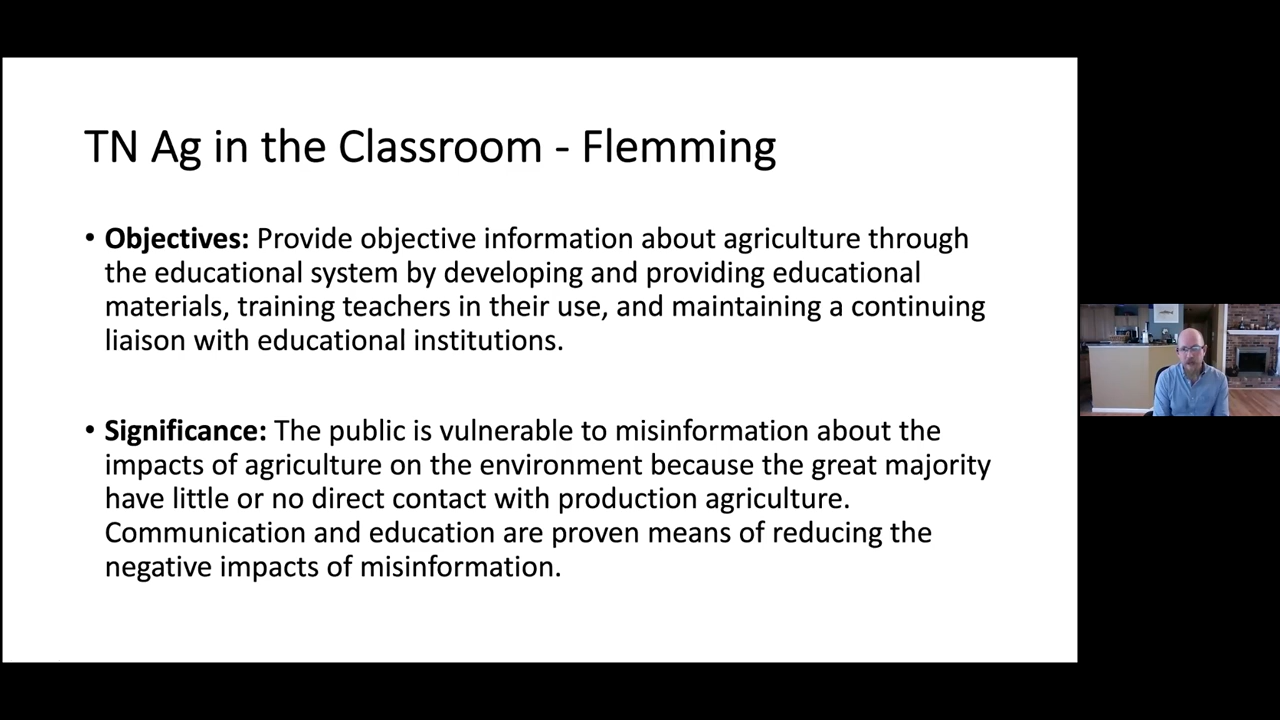 TN Ag in the Classroom - Flemming
• Objectives: Provide objective information about agriculture through
the educational system by developing and providing educational
materials, training teachers in their use, and maintaining a continuing
liaison with educational institutions.
• Significance: The public is vulnerable to misinformation about the
impacts of agriculture on the environment because the great majority
have little or no direct contact with production agriculture.
Communication and education are proven means of reducing the
negative impacts of misinformation.